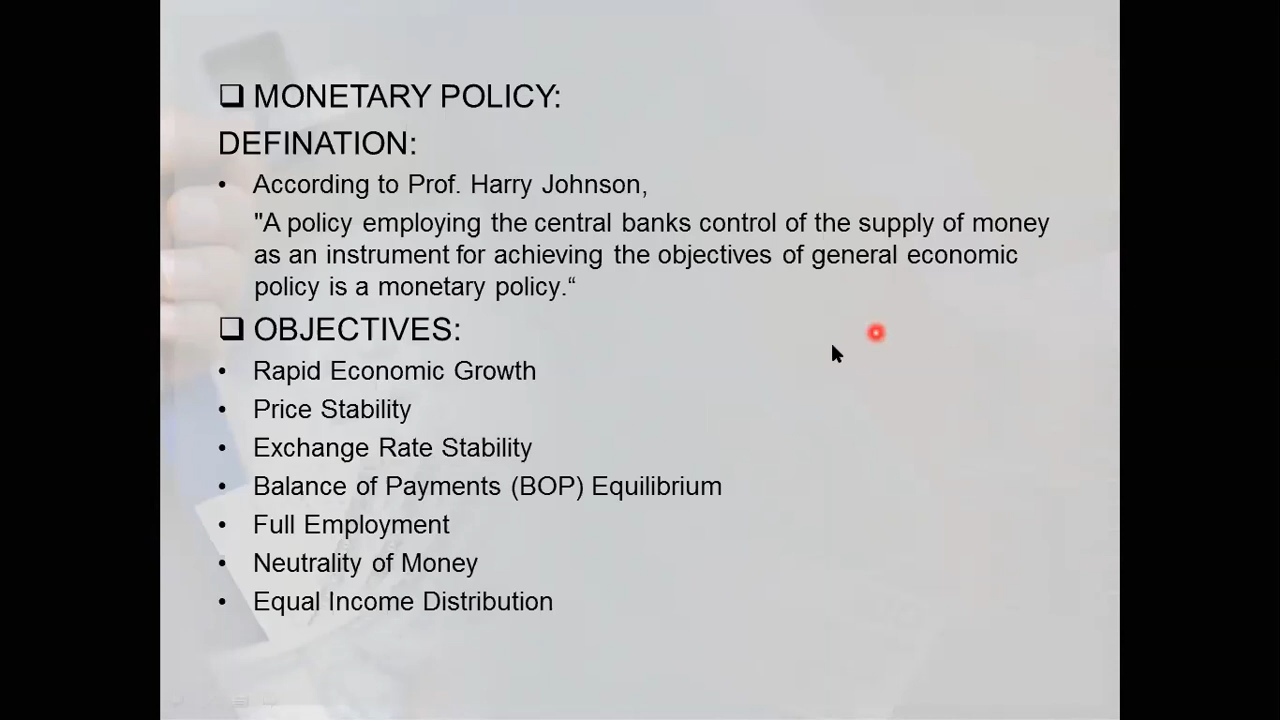 ❑ MONETARY POLICY:
DEFINATION:
• According to Prof. Harry Johnson,
"A policy employing the central banks control of the supply of money
as an instrument for achieving the objectives of general economic
policy is a monetary policy.“
❑ OBJECTIVES:
• Rapid Economic Growth
• Price Stability
• Exchange Rate Stability
• Balance of Payments (BOP) Equilibrium
• Full Employment
• Neutrality of Money
• Equal Income Distribution